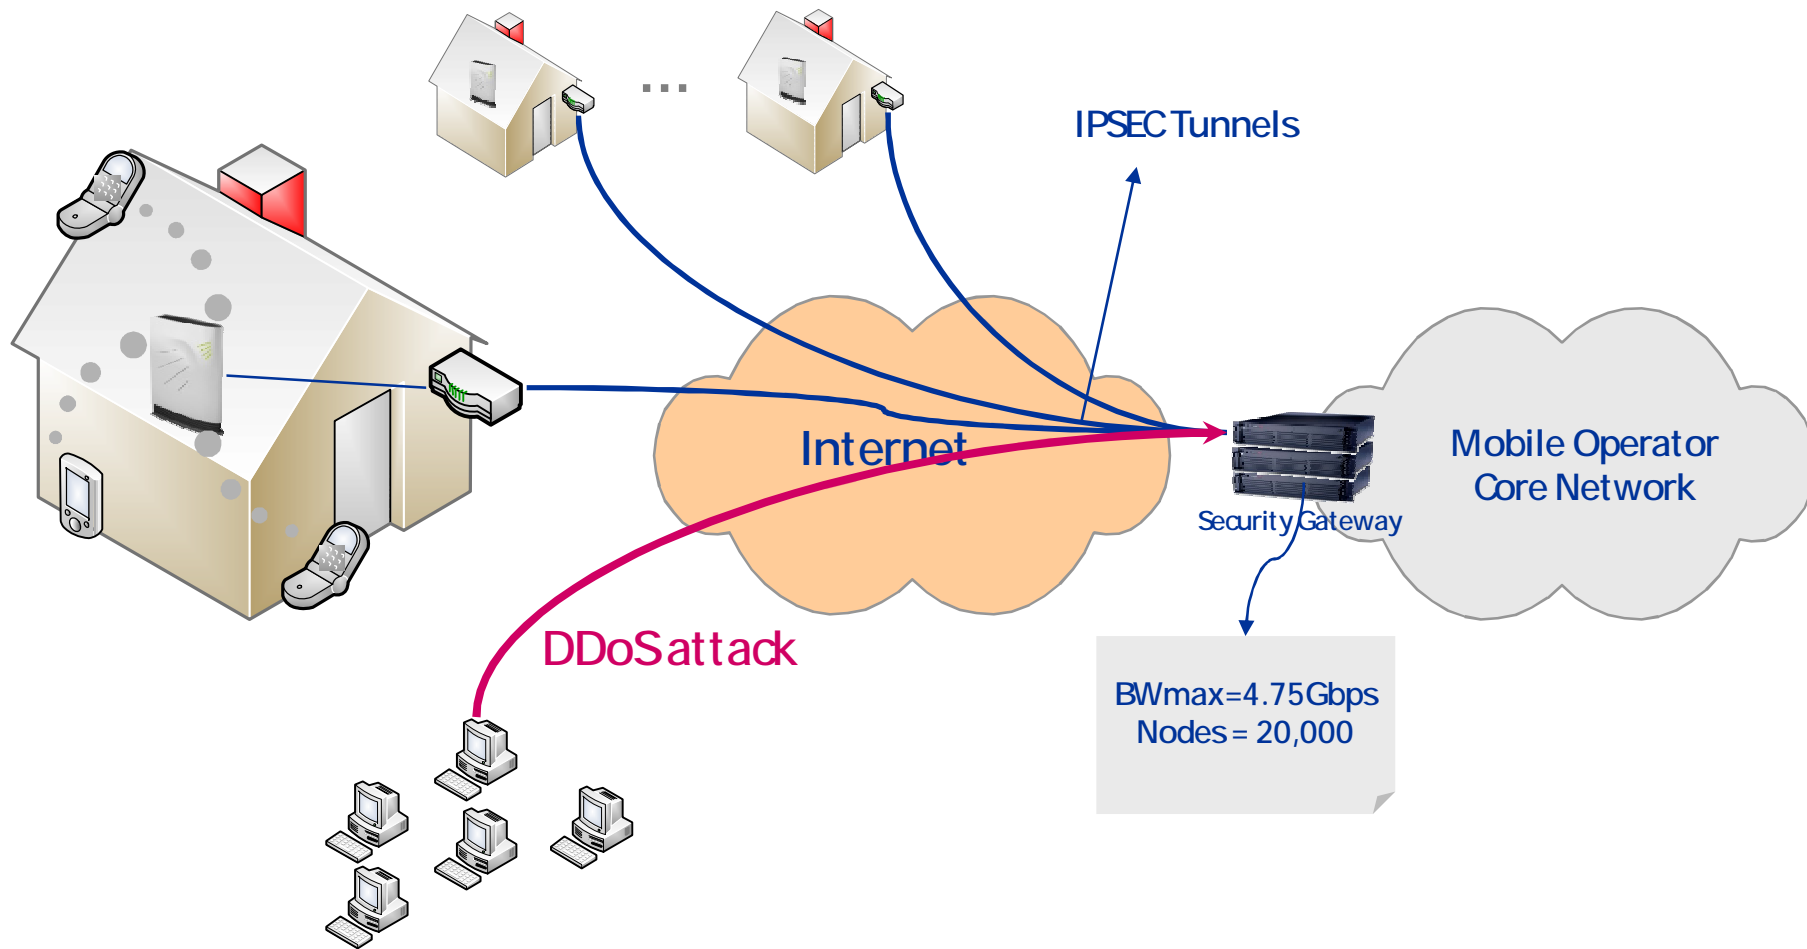 ...
IPSEC Tunnels
Internet
Mobile Operator
Core Network
Security Gateway
DDoS attack
BWmax=4.75Gbps
Nodes = 20,000